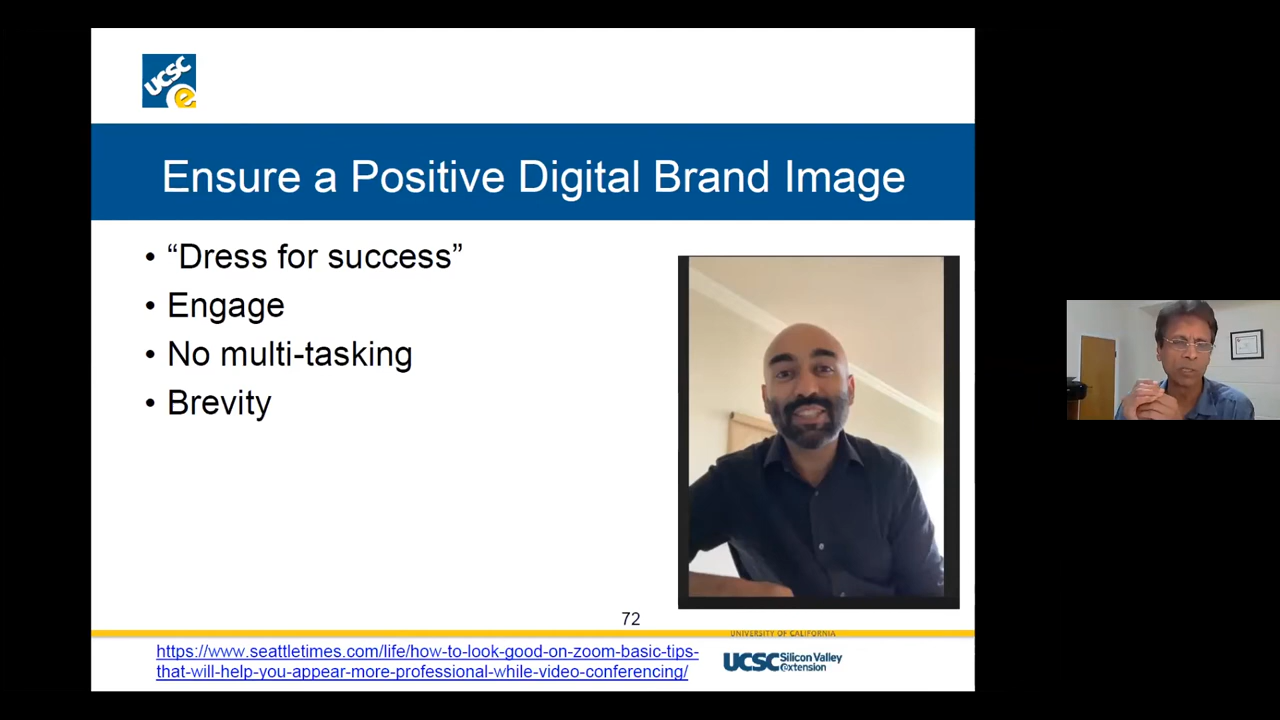 UCSC
e
Ensure a Positive Digital Brand Image
• “Dress for success”
• Engage
• No multi-tasking
• Brevity
72
UNIVERSITY OF CALIFORNIA
https://www.seattletimes.com/life/how-to-look-good-on-zoom-basic-tips-
that-will-help-you-appear-more-professional-while-video-conferencing/
UCSC Silicon Valley
extension